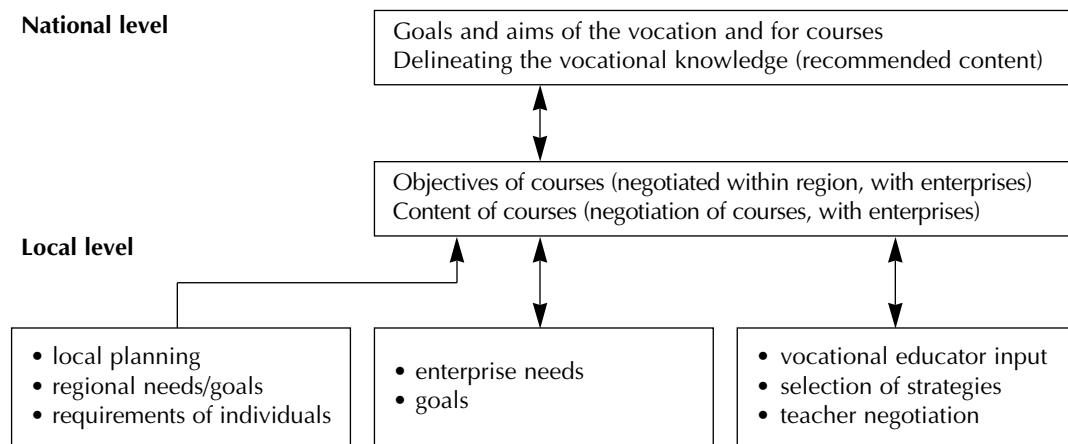 National level
Goals and aims of the vocation and for courses
Delineating the vocational knowledge (recommended content)
Objectives of courses (negotiated within region, with enterprises)
Content of courses (negotiation of courses, with enterprises)
Local level
• local planning
• regional needs/goals
• requirements of individuals
• enterprise needs
• goals
• vocational educator input
• selection of strategies
• teacher negotiation